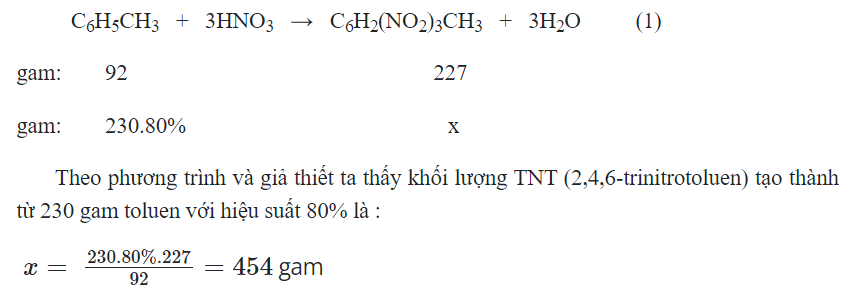 C₆H₅CH₃ + 3HNO₃ → C₆H₂(NO₂)₃CH₃ + 3H₂O (1)
gam: 92 227
gam: 230.80% x
Theo phương trình và giả thiết ta thấy khối lượng TNT (2,4,6-trinitrotoluen) tạo thành
từ 230 gam toluen với hiệu suất 80% là :
x = 230.80%.227/92 = 454 gam